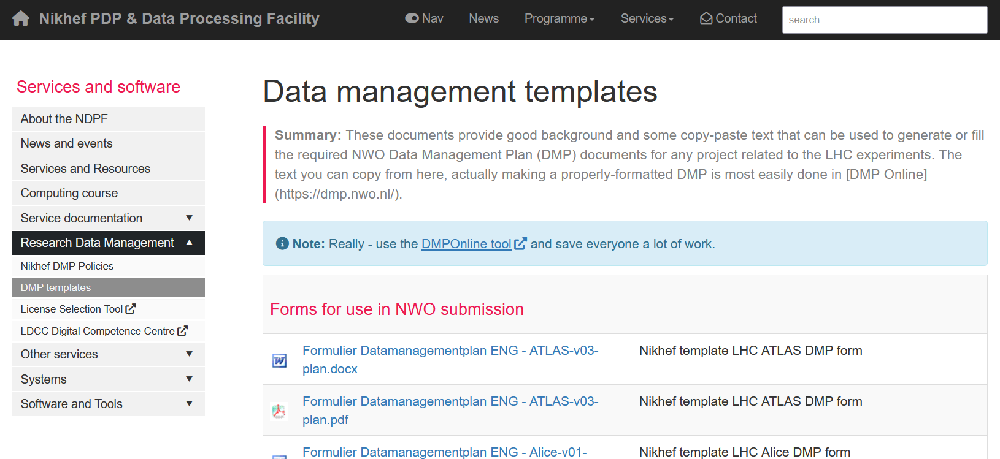 Nikhef PDP & Data Processing Facility
Nav
News
Programme
Services
Contact
search...
Services and software
About the NDPF
News and events
Services and Resources
Computing course
Service documentation
Research Data Management
Nikhef DMP Policies
DMP templates
License Selection Tool
LDCC Digital Competence Centre
Other services
Systems
Software and Tools
Data management templates
Summary: These documents provide good background and some copy-paste text that can be used to generate or fill
the required NWO Data Management Plan (DMP) documents for any project related to the LHC experiments. The
text you can copy from here, actually making a properly-formatted DMP is most easily done in [DMP Online]
(https://dmp.nwo.nl/).
Note: Really - use the DMPOnline tool and save everyone a lot of work.
Forms for use in NWO submission
Formulier Datamanagementplan ENG - ATLAS-v03-
plan.docx
Nikhef template LHC ATLAS DMP form
Formulier Datamanagementplan ENG - ATLAS-v03-
plan.pdf
Nikhef template LHC ATLAS DMP form
Formulier Datamanagementplan ENG - Alice-v01-
Nikhef template LHC Alice DMP form